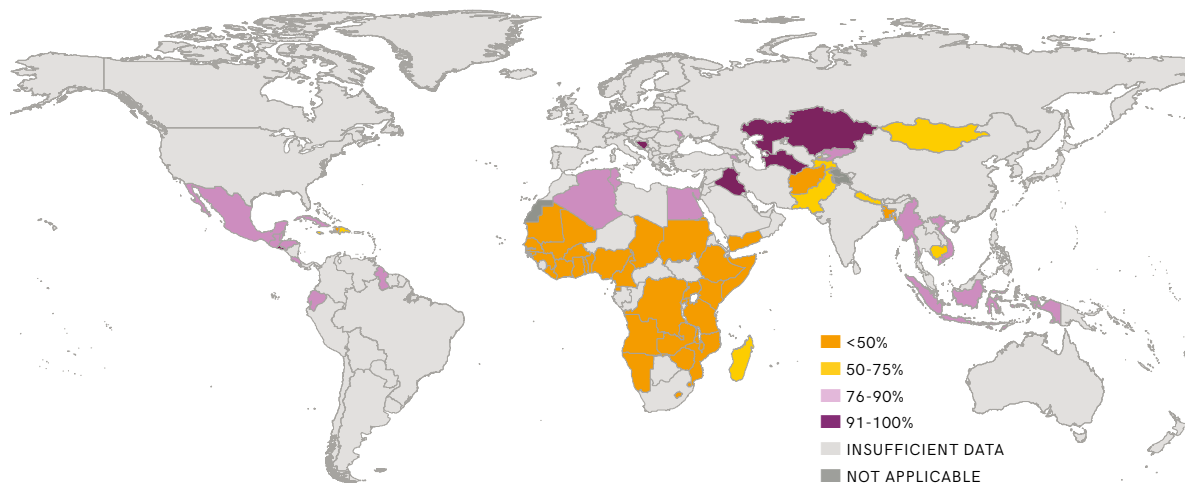 <50%
50-75%
76-90%
91-100%
INSUFFICIENT DATA
NOT APPLICABLE